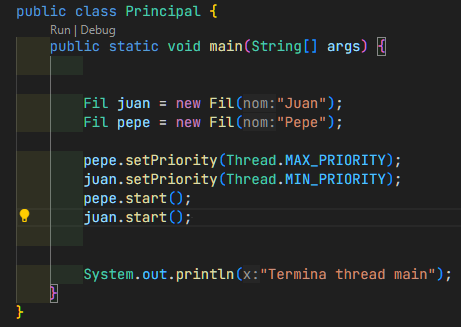 public class Principal {
Run | Debug
public static void main(String[] args) {
Fil juan = new Fil(nom:"Juan");
Fil pepe = new Fil(nom:"Pepe");
pepe.setPriority(Thread.MAX_PRIORITY);
juan.setPriority(Thread.MIN_PRIORITY);
pepe.start();
juan.start();
System.out.println(x:"Termina thread main");
}
}